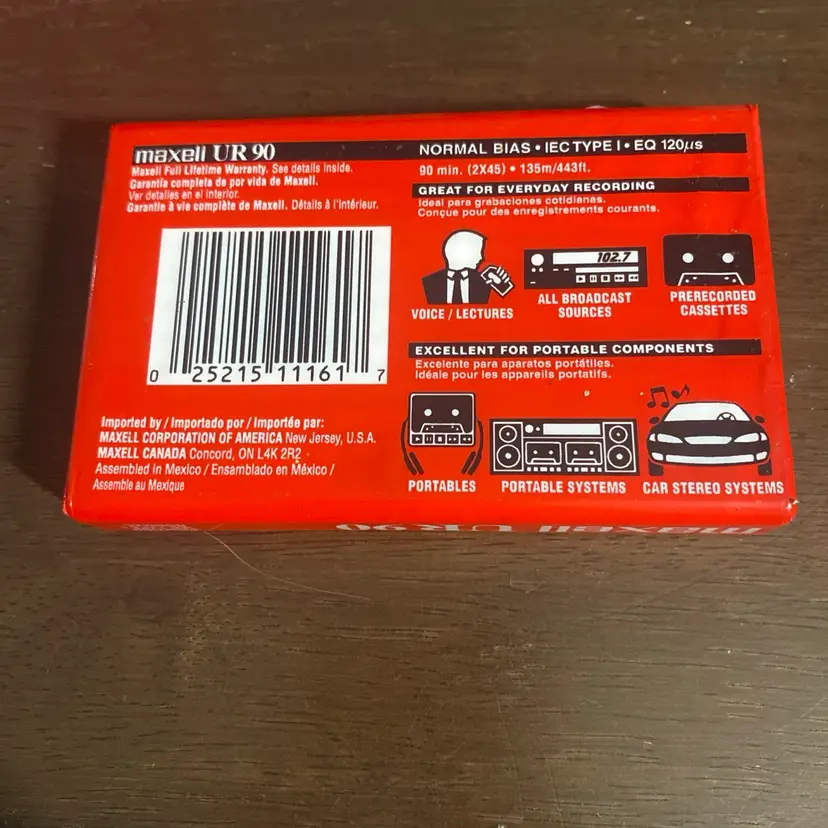 maxell UR 90
Maxell Full Lifetime Warranty. See details inside.
Garantía completa de por vida de Maxell.
Ver detalles en el interior.
Garantie à vie complète de Maxell. Détails à l'intérieur.
0 25215 11161 7
Imported by / Importado por / Importée par:
MAXELL CORPORATION OF AMERICA New Jersey, U.S.A.
MAXELL CANADA Concord, ON L4K 2R2
Assembled in Mexico / Ensamblado en México /
Assemble au Mexique
NORMAL BIAS • IEC TYPE I • EQ 120µs
90 min. (2X45) • 135m/443ft.
GREAT FOR EVERYDAY RECORDING
Ideal para grabaciones cotidianas.
Conçue pour des enregistrements courants.
102.7
VOICE / LECTURES
ALL BROADCAST
SOURCES
PRERECORDED
CASSETTES
EXCELLENT FOR PORTABLE COMPONENTS
Excelente para aparatos portátiles.
Idéale pour les appareils portatifs.
PORTABLES
PORTABLE SYSTEMS
CAR STEREO SYSTEMS
maxell UR 90